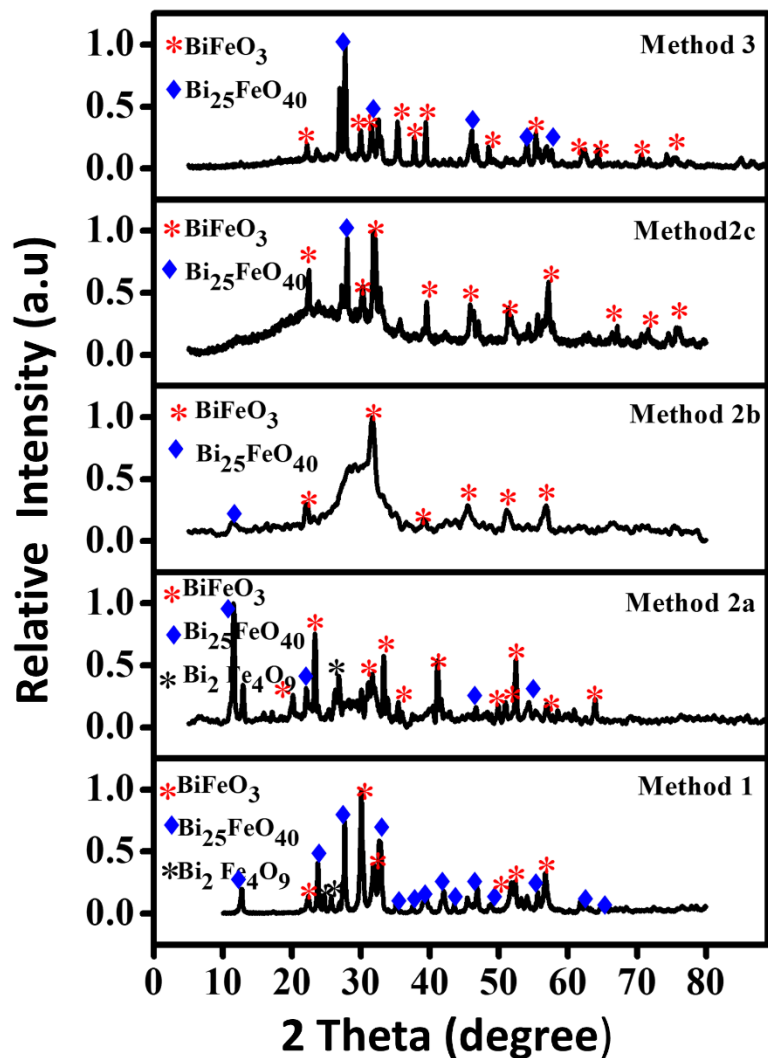 Relative Intensity (a.u)
1.0
0.5
0.0
* BiFeO₃
◆ Bi₂₅FeO₄₀
Method 3
1.0
0.5
0.0
* BiFeO₃
◆ Bi₂₅FeO₄₀
Method2c
1.0
0.5
0.0
* BiFeO₃
◆ Bi₂₅FeO₄₀
Method 2b
1.0
0.5
0.0
* BiFeO₃
◆ Bi₂₅FeO₄₀
* Bi₂ Fe₄O₉
Method 2a
1.0
0.5
0.0
* BiFeO₃
◆ Bi₂₅FeO₄₀
* Bi₂ Fe₄O₉
Method 1
0 10 20 30 40 50 60 70 80
2 Theta (degree)